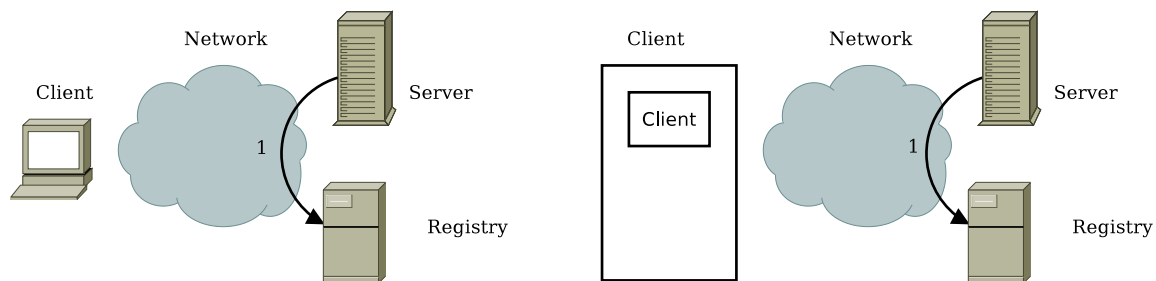 Network
Client
Server
1
Registry
Client
Network
Client
Server
1
Registry